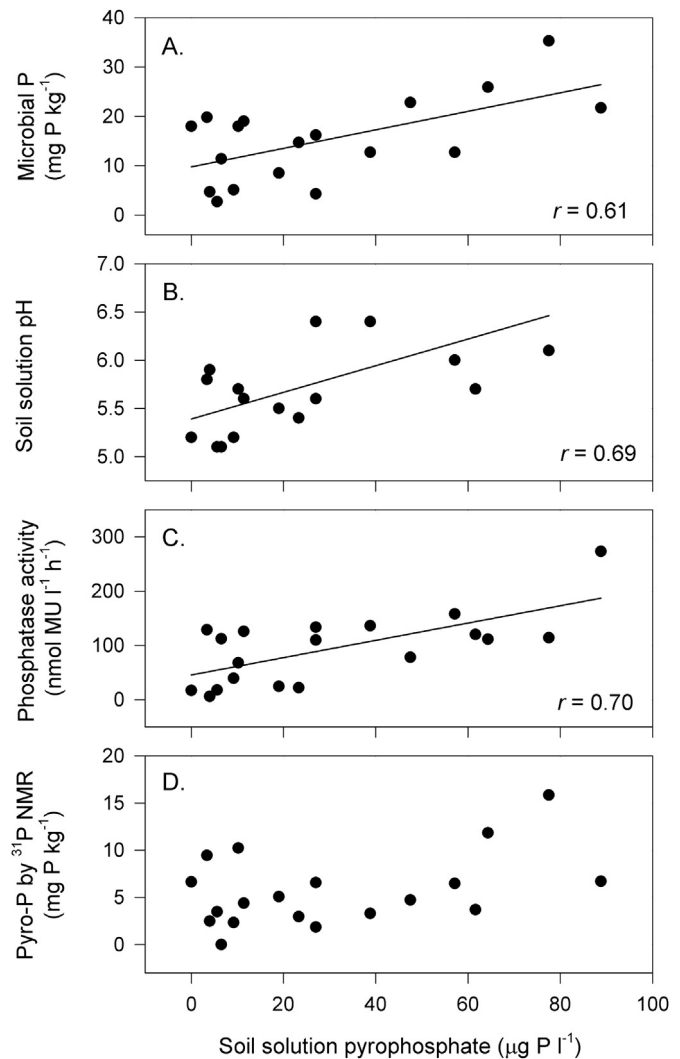 A.
Microbial P
(mg P kg⁻¹)
40
30
20
10
0
r = 0.61
B.
Soil solution pH
7.0
6.5
6.0
5.5
5.0
r = 0.69
C.
Phosphatase activity
(nmol MU l⁻¹ h⁻¹)
300
200
100
0
r = 0.70
D.
Pyro-P by ³¹P NMR
(mg P kg⁻¹)
20
15
10
5
0
0 20 40 60 80 100
Soil solution pyrophosphate (µg P l⁻¹)